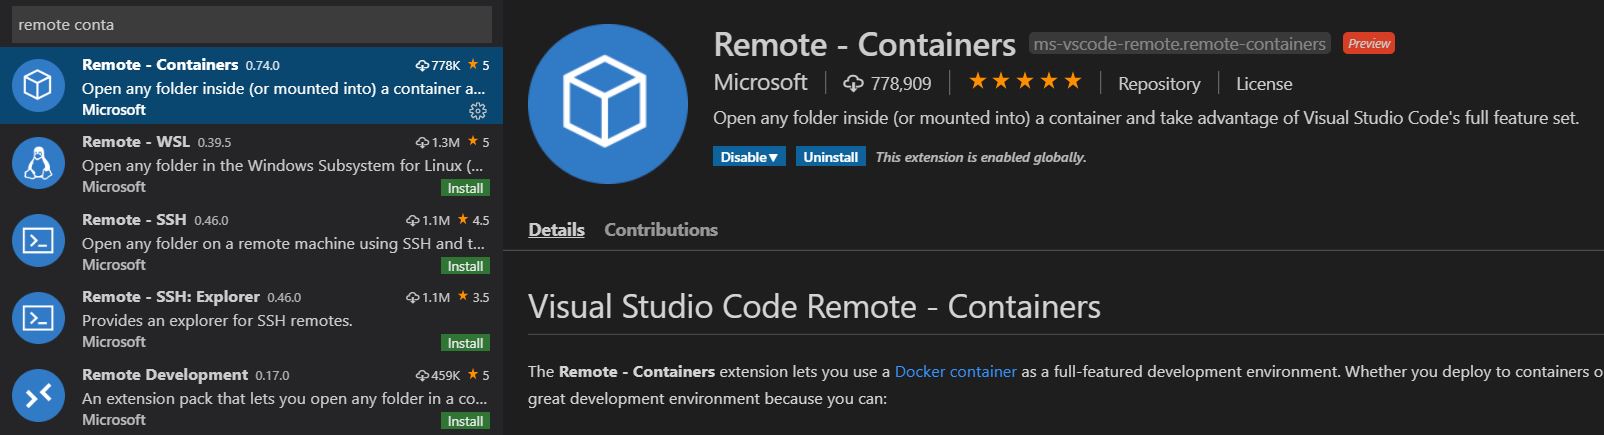 remote conta
Remote - Containers 0.74.0 778K ★ 5
Open any folder inside (or mounted into) a container a...
Microsoft
Remote - WSL 0.39.5 1.3M ★ 5
Open any folder in the Windows Subsystem for Linux (...
Microsoft Install
Remote - SSH 0.46.0 1.1M ★ 4.5
Open any folder on a remote machine using SSH and t...
Microsoft Install
Remote - SSH: Explorer 0.46.0 1.1M ★ 3.5
Provides an explorer for SSH remotes.
Microsoft Install
Remote Development 0.17.0 459K ★ 5
An extension pack that lets you open any folder in a co...
Microsoft Install
Remote - Containers ms-vscode-remote.remote-containers Preview
Microsoft 778,909 ★★★★★ Repository License
Open any folder inside (or mounted into) a container and take advantage of Visual Studio Code's full feature set.
Disable▼ Uninstall This extension is enabled globally.
Details Contributions
Visual Studio Code Remote - Containers
The Remote - Containers extension lets you use a Docker container as a full-featured development environment. Whether you deploy to containers o
great development environment because you can: